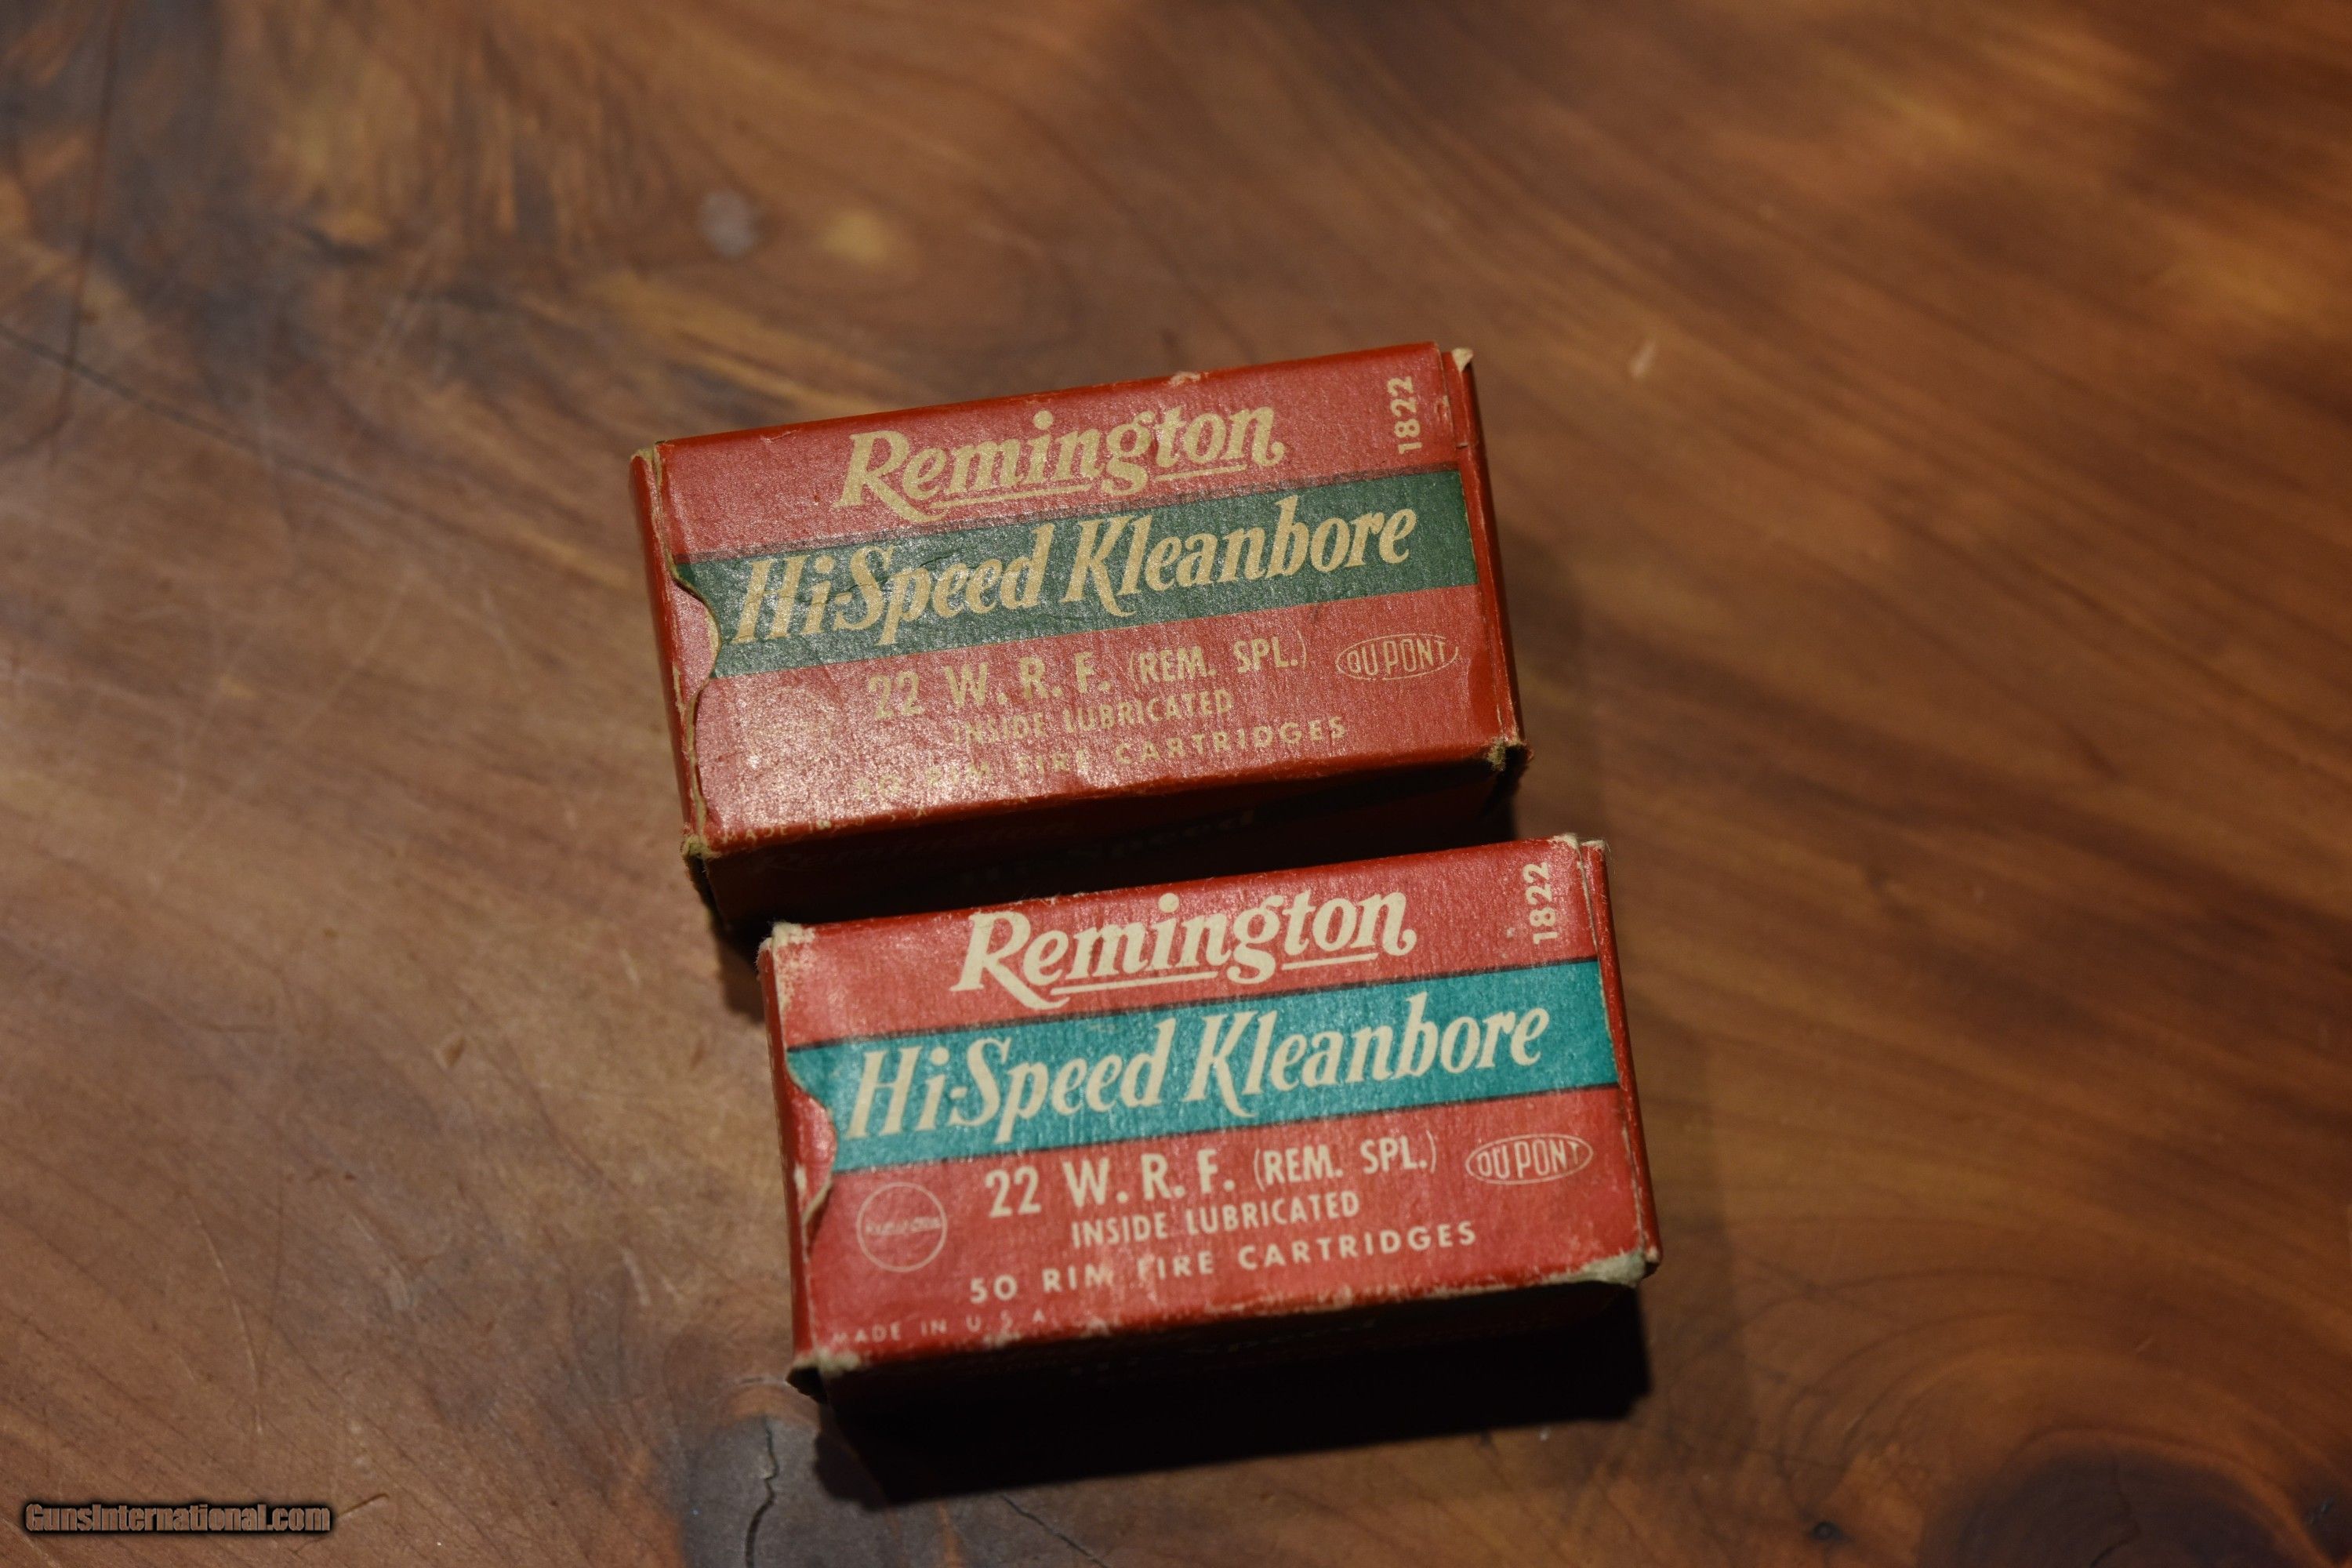 Remington
1822
Hi-Speed Kleanbore
22 W. R. F. (REM. SPL.)
DU PONT
INSIDE LUBRICATED
50 RIM FIRE CARTRIDGES
Remington
1822
Hi-Speed Kleanbore
22 W. R. F. (REM. SPL.)
DU PONT
INSIDE LUBRICATED
50 RIM FIRE CARTRIDGES
MADE IN U.S.A.
GunsInternational.com